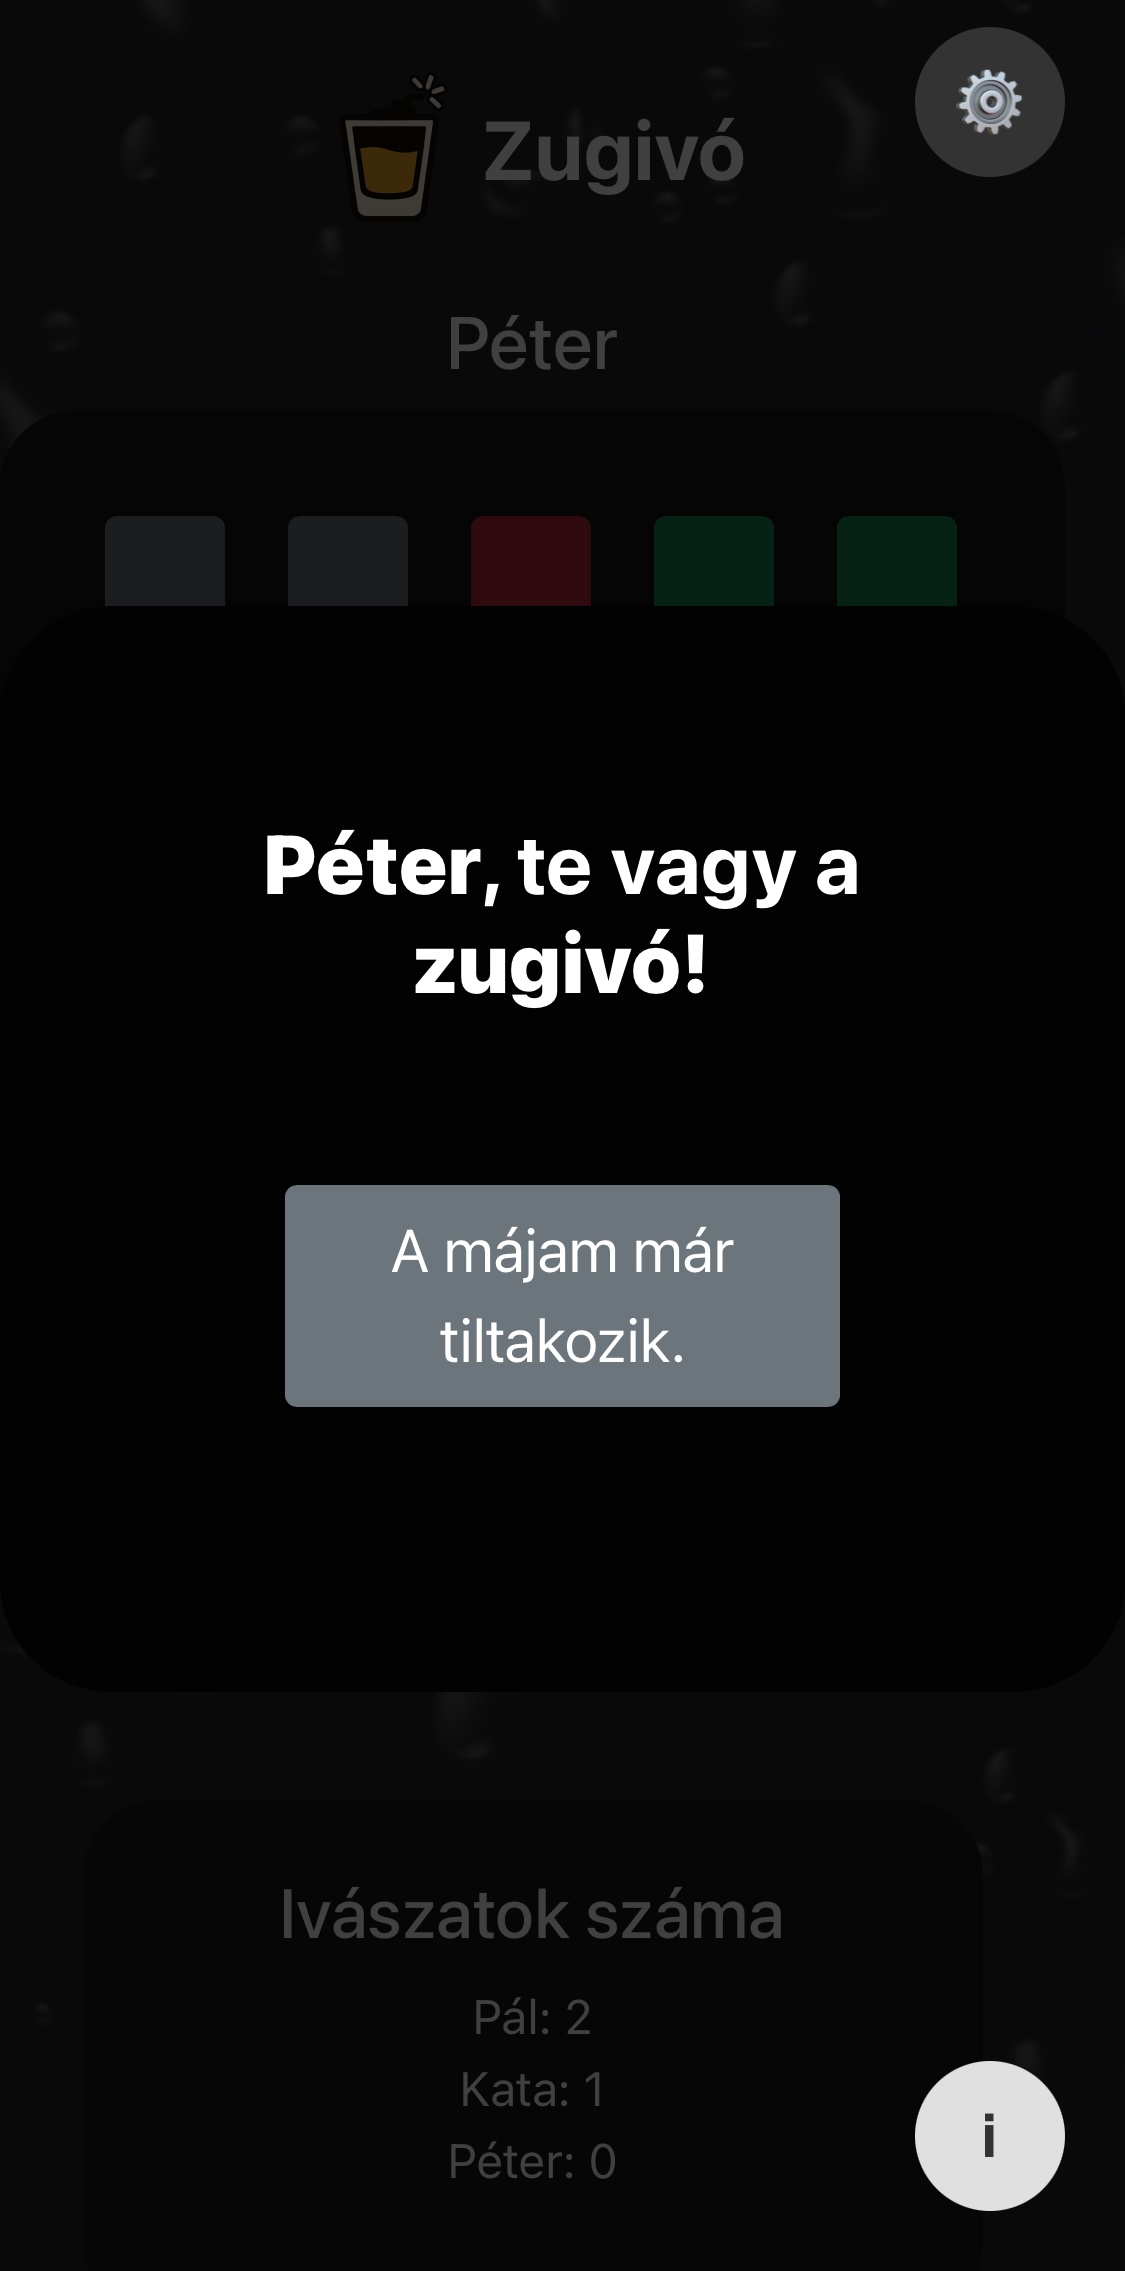 Zugivó
Péter
Péter, te vagy a
zugivó!
A májam már
tiltakozik.
Ivászatok száma
Pál: 2
Kata: 1
Péter: 0
i